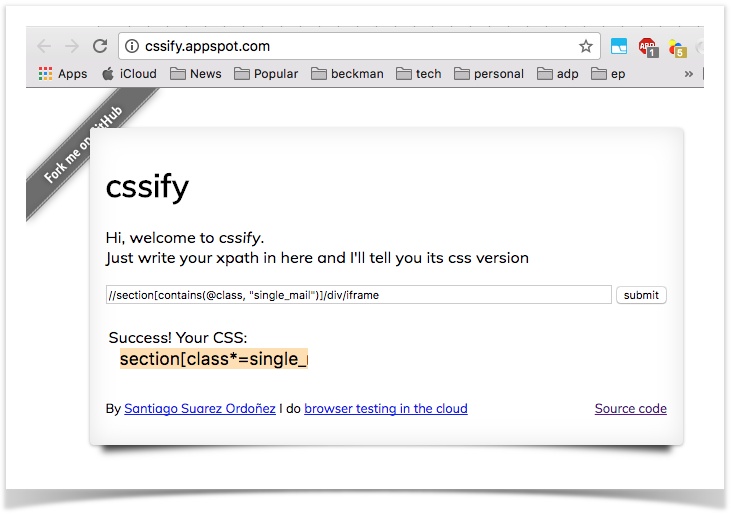 cssify.appspot.com
Apps iCloud News Popular beckman tech personal adp ep »
Fork me on GitHub
cssify
Hi, welcome to cssify.
Just write your xpath in here and I'll tell you its css version
//section[contains(@class, "single_mail")]/div/iframe submit
Success! Your CSS:
section[class*=single_
By Santiago Suarez Ordoñez I do browser testing in the cloud Source code